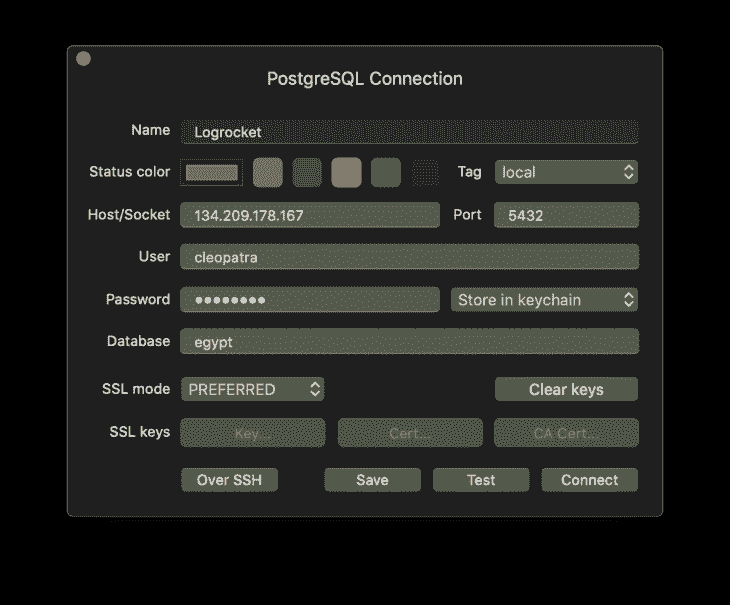 PostgreSQL Connection
Name Logrocket
Status color Tag local
Host/Socket 134.209.178.167 Port 5432
User cleopatra
Password ●●●●●●●● Store in keychain
Database egypt
SSL mode PREFERRED Clear keys
SSL keys Key... Cert... CA Cert...
Over SSH Save Test Connect